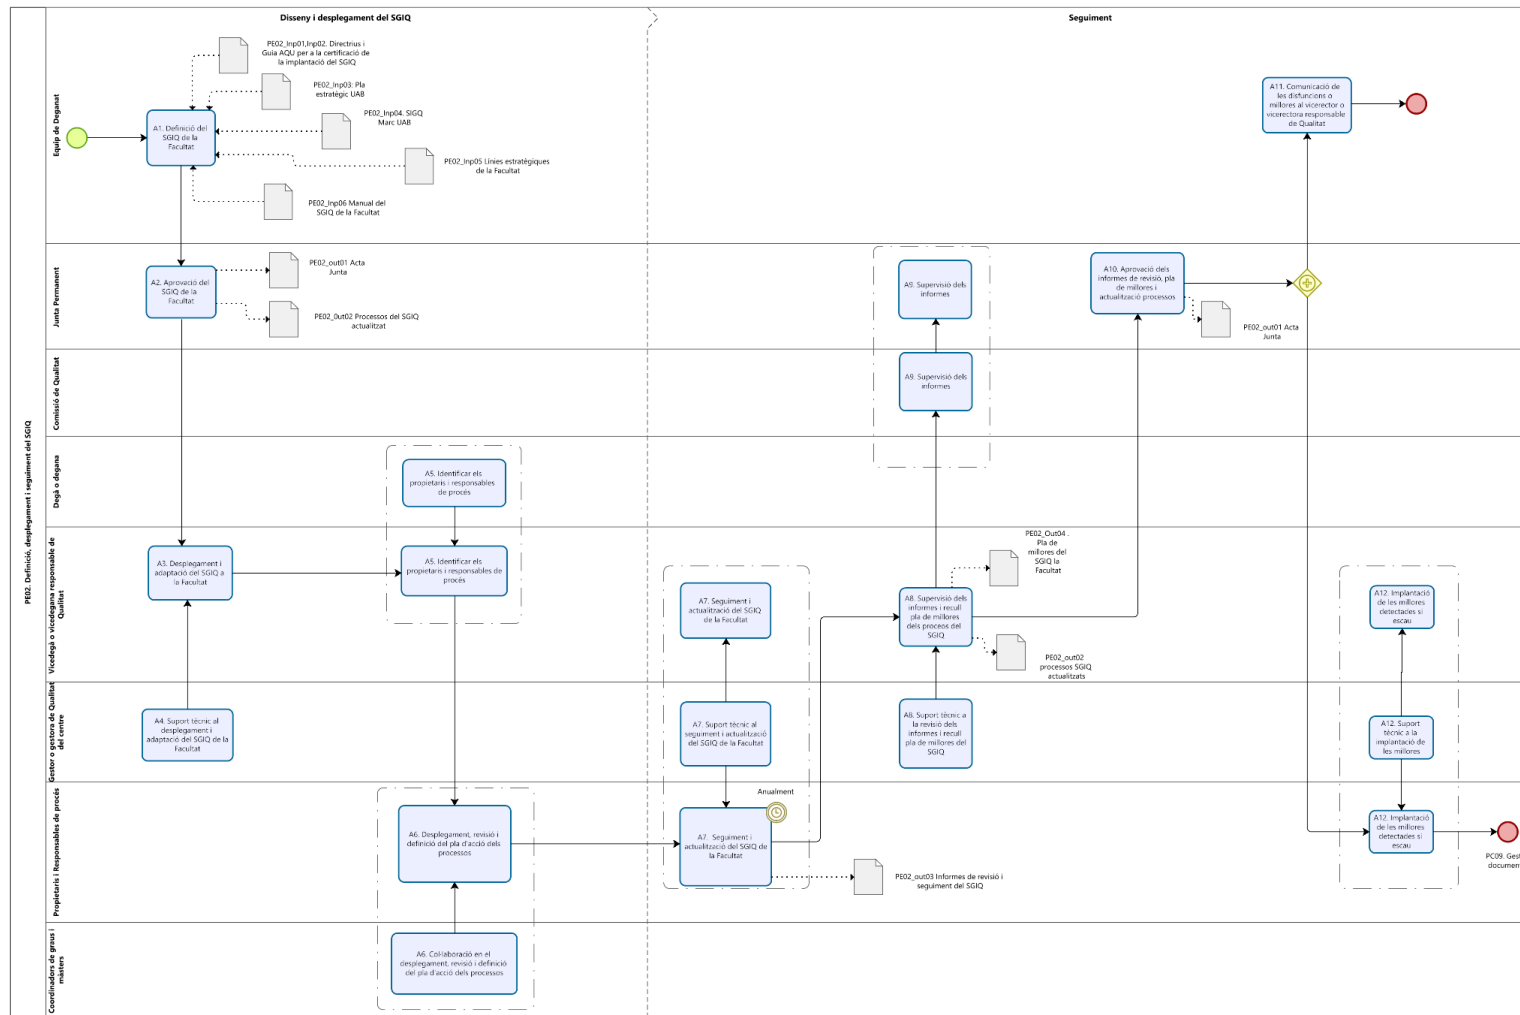 PE02. Definició, desplegament i seguiment del SGIQ
Disseny i desplegament del SGIQ
Seguiment
Equip de Deganat
PE02_Inp01,Inp02. Directrius i
Guia AQU per a la certificació de
la implantació del SGIQ
PE02_Inp03: Pla
estratègic UAB
PE02_Inp04. SIGQ
Marc UAB
PE02_Inp05 Línies estratègiques
de la Facultat
PE02_Inp06 Manual del
SGIQ de la Facultat
A1. Definició del
SGIQ de la
Facultat
A11. Comunicació de
les disfuncions o
millores al vicerector o
vicerectora responsable
de Qualitat
Junta Permanent
A2. Aprovació del
SGIQ de la
Facultat
PE02_out01 Acta
Junta
PE02_Out02 Processos del SGIQ
actualitzat
A9. Supervisió dels
informes
A10. Aprovació dels
informes de revisió, pla
de millores i
actualització processos
PE02_out01 Acta
Junta
Comissió de Qualitat
A9. Supervisió dels
informes
Degà o degana
A5. Identificar els
propietaris i responsables
de procés
Vicedegà o vicedegana responsable de
Qualitat
A3. Desplegament i
adaptació del SGIQ a
la Facultat
A5. Identificar els
propietaris i responsables de
procés
A7. Seguiment i
actualització del SGIQ
de la Facultat
A8. Supervisió dels
informes i recull
pla de millores
dels proceos del
SGIQ
PE02_Out04 .
Pla de
millores del
SGIQ la
Facultat
PE02_out02
processos SGIQ
actualitzats
A12. Implantació
de les millores
detectades si
escau
Gestor o gestora de Qualitat
del centre
A4. Suport tècnic al
desplegament i
adaptació del SGIQ de la
Facultat
A7. Suport tècnic al
seguiment i actualització
del SGIQ de la Facultat
A8. Suport tècnic a
la revisió dels
informes i recull
pla de millores del
SGIQ
A12. Suport
tècnic a la
implantació de
les millores
Propietaris i Responsables de procés
A6. Desplegament, revisió i
definició del pla d'acció dels
processos
Anualment
A7. Seguiment i
actualització del SGIQ de
la Facultat
PE02_out03 Informes de revisió i
seguiment del SGIQ
A12. Implantació
de les millores
detectades si
escau
PC09. Gest
document
Coordinadors de graus i
màsters
A6. Col·laboració en el
desplegament, revisió i definició
del pla d'acció dels processos